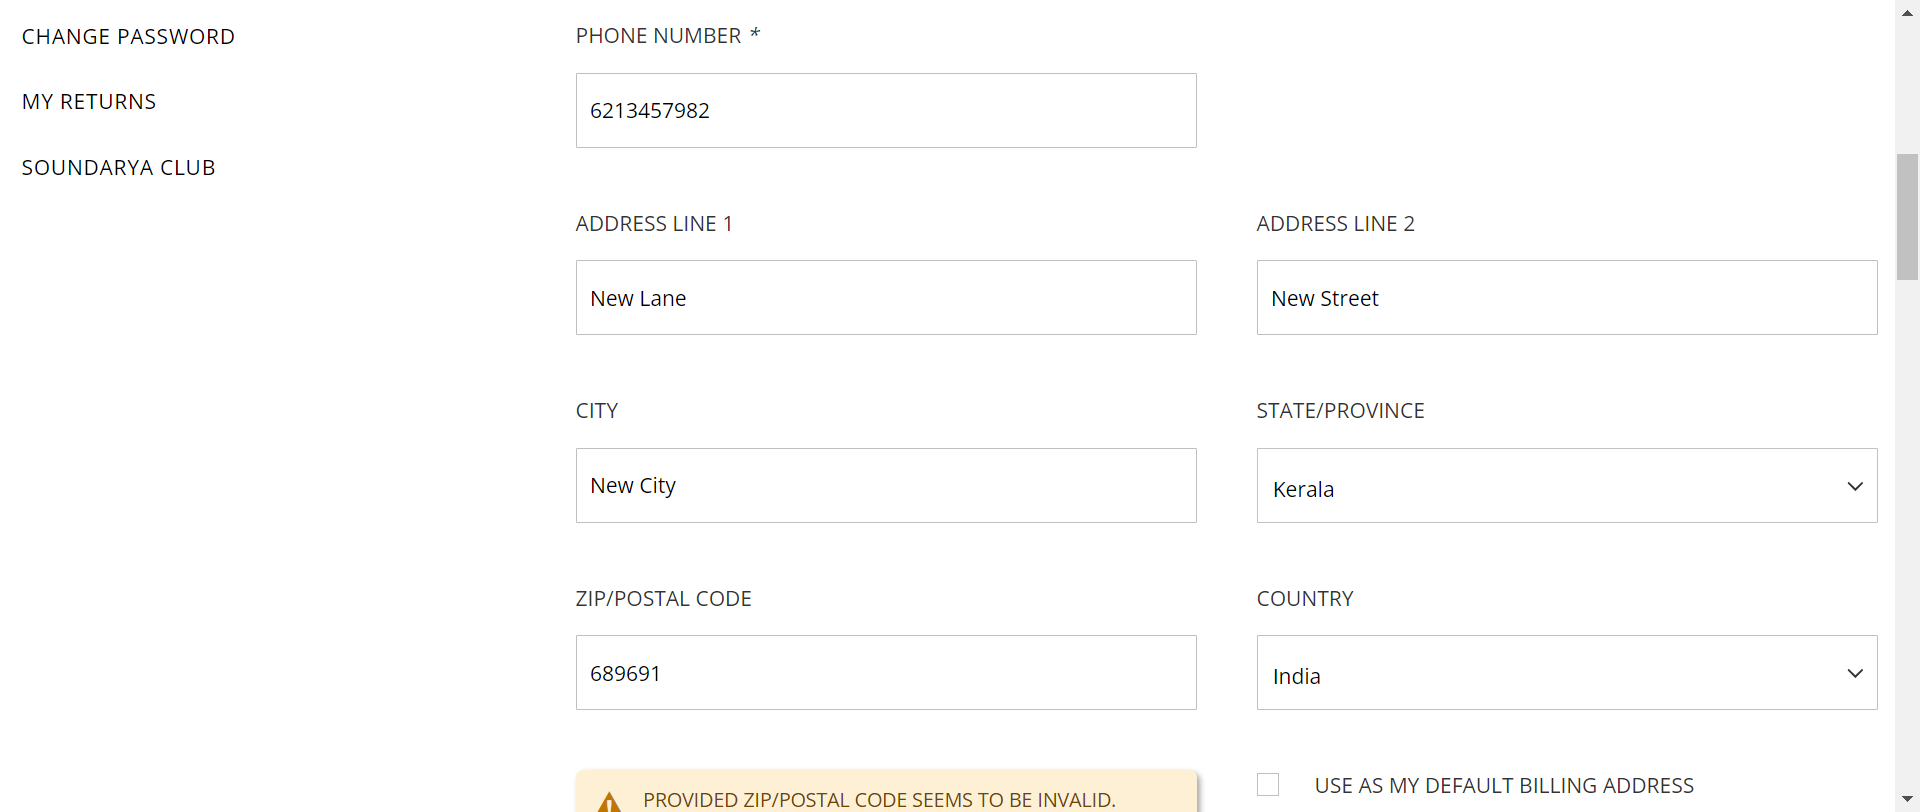 CHANGE PASSWORD
MY RETURNS
SOUNDARYA CLUB
PHONE NUMBER *
6213457982
ADDRESS LINE 1
New Lane
ADDRESS LINE 2
New Street
CITY
New City
STATE/PROVINCE
Kerala
ZIP/POSTAL CODE
689691
COUNTRY
India
PROVIDED ZIP/POSTAL CODE SEEMS TO BE INVALID.
USE AS MY DEFAULT BILLING ADDRESS